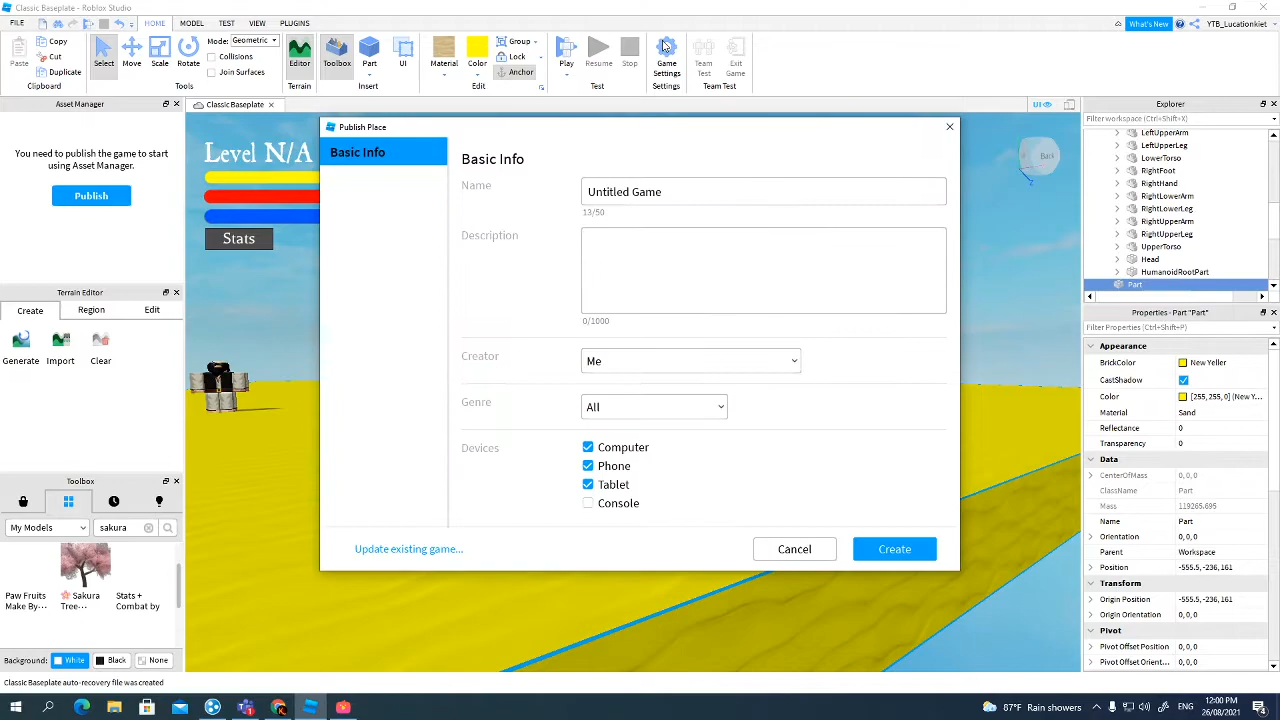 Classic Baseplate - Roblox Studio
FILE HOME MODEL TEST VIEW PLUGINS
What's New YTB_Lucationkiet
Paste Copy Cut Duplicate Clipboard
Select Move Scale Rotate Tools
Mode: Geometric
Collisions
Join Surfaces
Editor Terrain
Toolbox Part UI Insert
Material Color Group Lock Anchor Edit
Play Resume Stop Test
Game Settings Settings
Team Test Exit Game Team Test
Asset Manager
You need to publish the game to start
using Asset Manager.
Publish
Terrain Editor
Create Region Edit
Generate Import Clear
Toolbox
My Models sakura
Pavy Fruits
Make By...
Sakura
Tree...
Stats +
Combat by
Background: White Black None
Classic Baseplate auto-recovery file was created
Classic Baseplate
UI
Level N/A
Stats
Back
Publish Place
Basic Info
Basic Info
Name Untitled Game
13/50
Description
0/1000
Creator Me
Genre All
Devices Computer
Phone
Tablet
Console
Update existing game... Cancel Create
Explorer
Filter workspace (Ctrl+Shift+X)
LeftUpperArm
LeftUpperLeg
LowerTorso
RightFoot
RightHand
RightLowerArm
RightLowerLeg
RightUpperArm
RightUpperLeg
UpperTorso
Head
HumanoidRootPart
Part
Properties - Part "Part"
Filter Properties (Ctrl+Shift+P)
Appearance
BrickColor New Yeller
CastShadow
Color [255, 255, 0] (New Y...
Material Sand
Reflectance 0
Transparency 0
Data
CenterOfMass 0, 0, 0
ClassName Part
Mass 119265.695
Name Part
Orientation 0, 0, 0
Parent Workspace
Position -555.5, -236, 161
Transform
Origin Position -555.5, -236, 161
Origin Orientation 0, 0, 0
Pivot
Pivot Offset Position 0, 0, 0
Pivot Offset Orient... 0, 0, 0
87°F Rain showers ENG 12:00 PM
26/08/2021